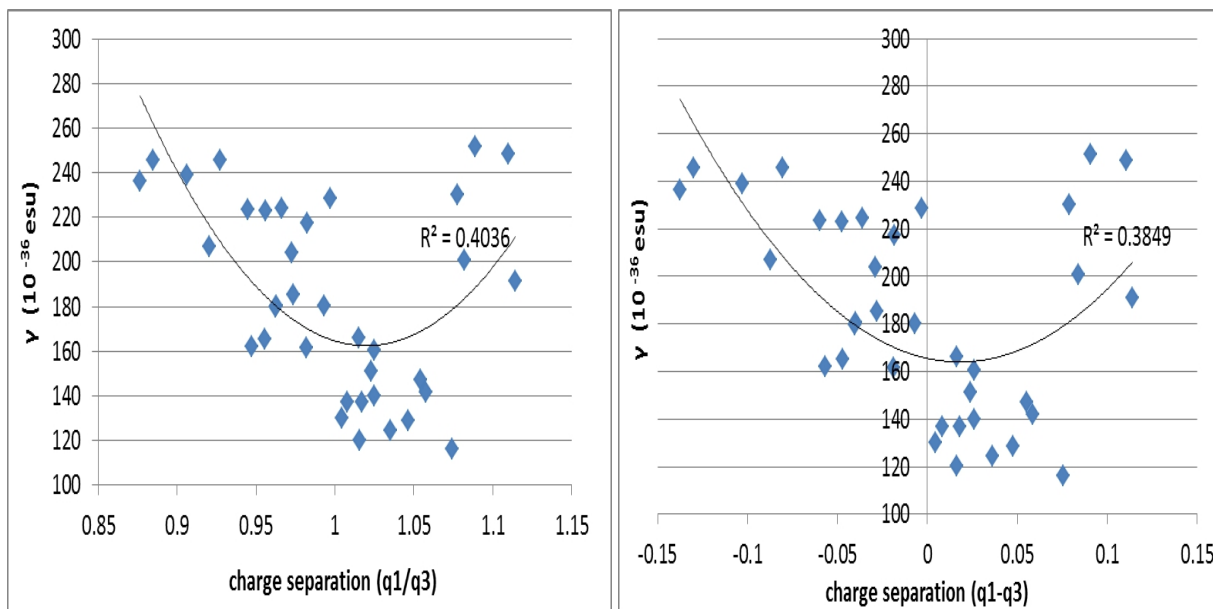 300
280
260
240
220
200
180
160
140
120
100
γ (10 -36 esu)
R² = 0.4036
0.85 0.9 0.95 1 1.05 1.1 1.15
charge separation (q1/q3)
300
280
260
240
220
200
180
160
140
120
100
γ (10 -36 esu)
R² = 0.3849
-0.15 -0.1 -0.05 0 0.05 0.1 0.15
charge separation (q1-q3)